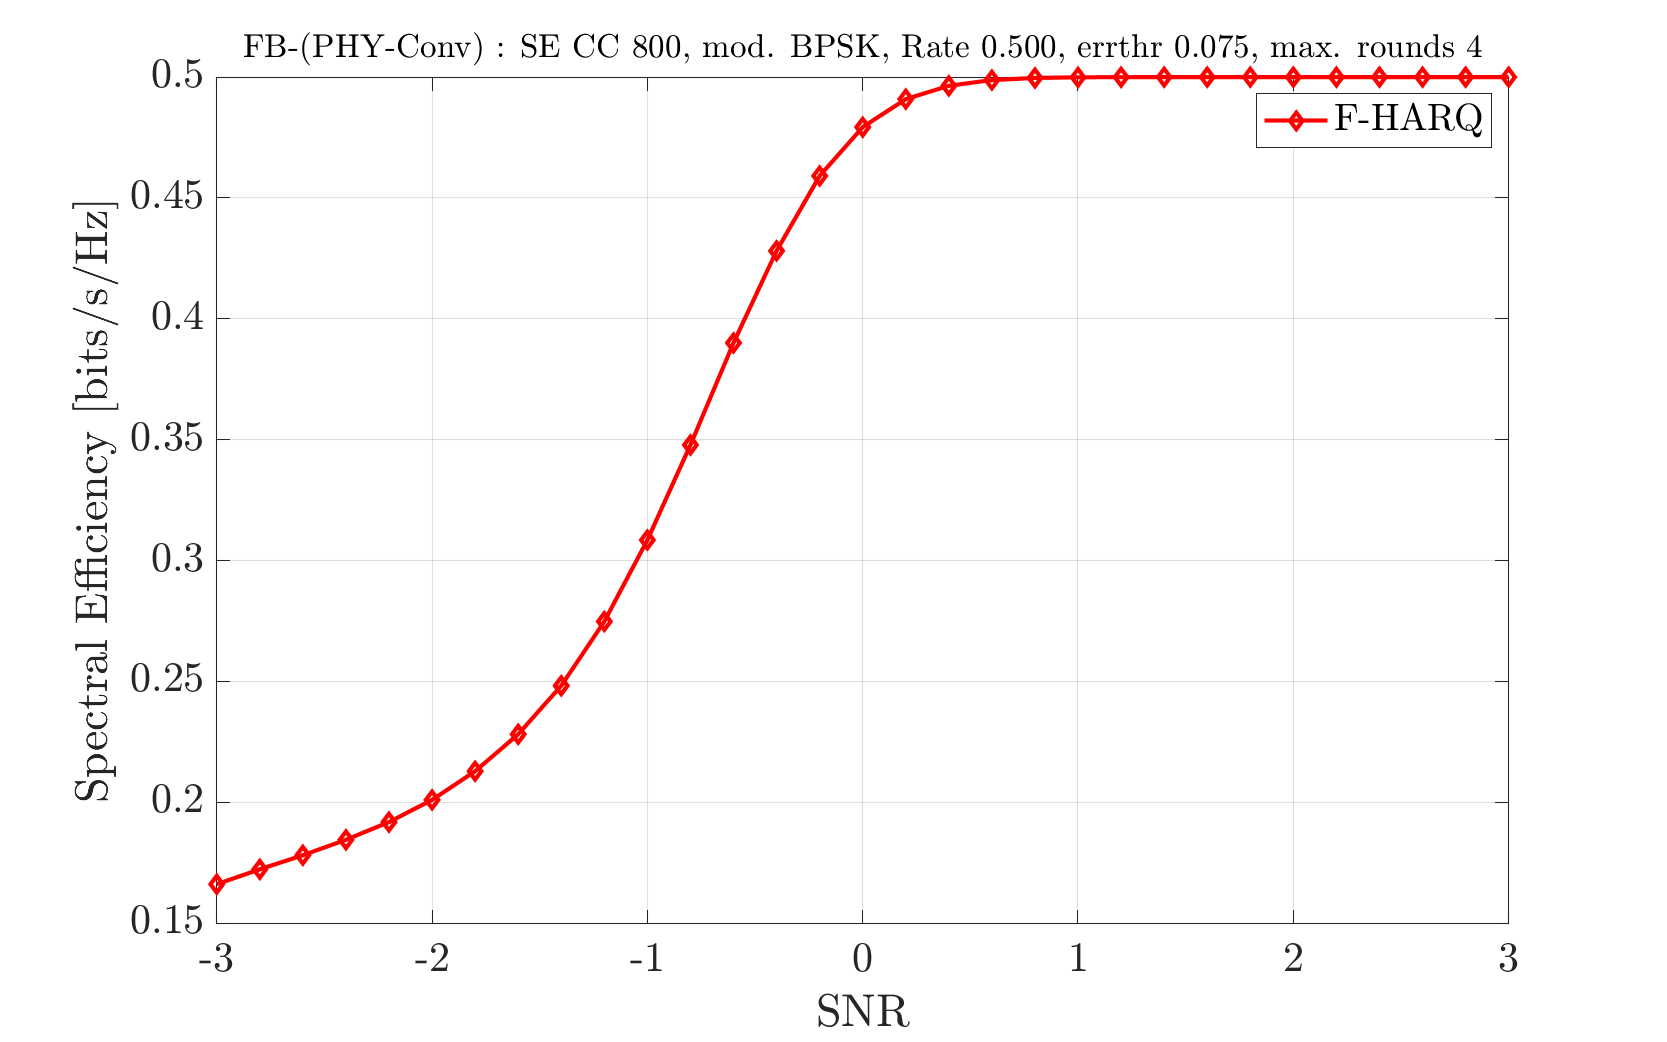 FB-(PHY-Conv) : SE CC 800, mod. BPSK, Rate 0.500, errthr 0.075, max. rounds 4
0.5
0.45
0.4
0.35
0.3
0.25
0.2
0.15
Spectral Efficiency [bits/s/Hz]
F-HARQ
-3 -2 -1 0 1 2 3
SNR